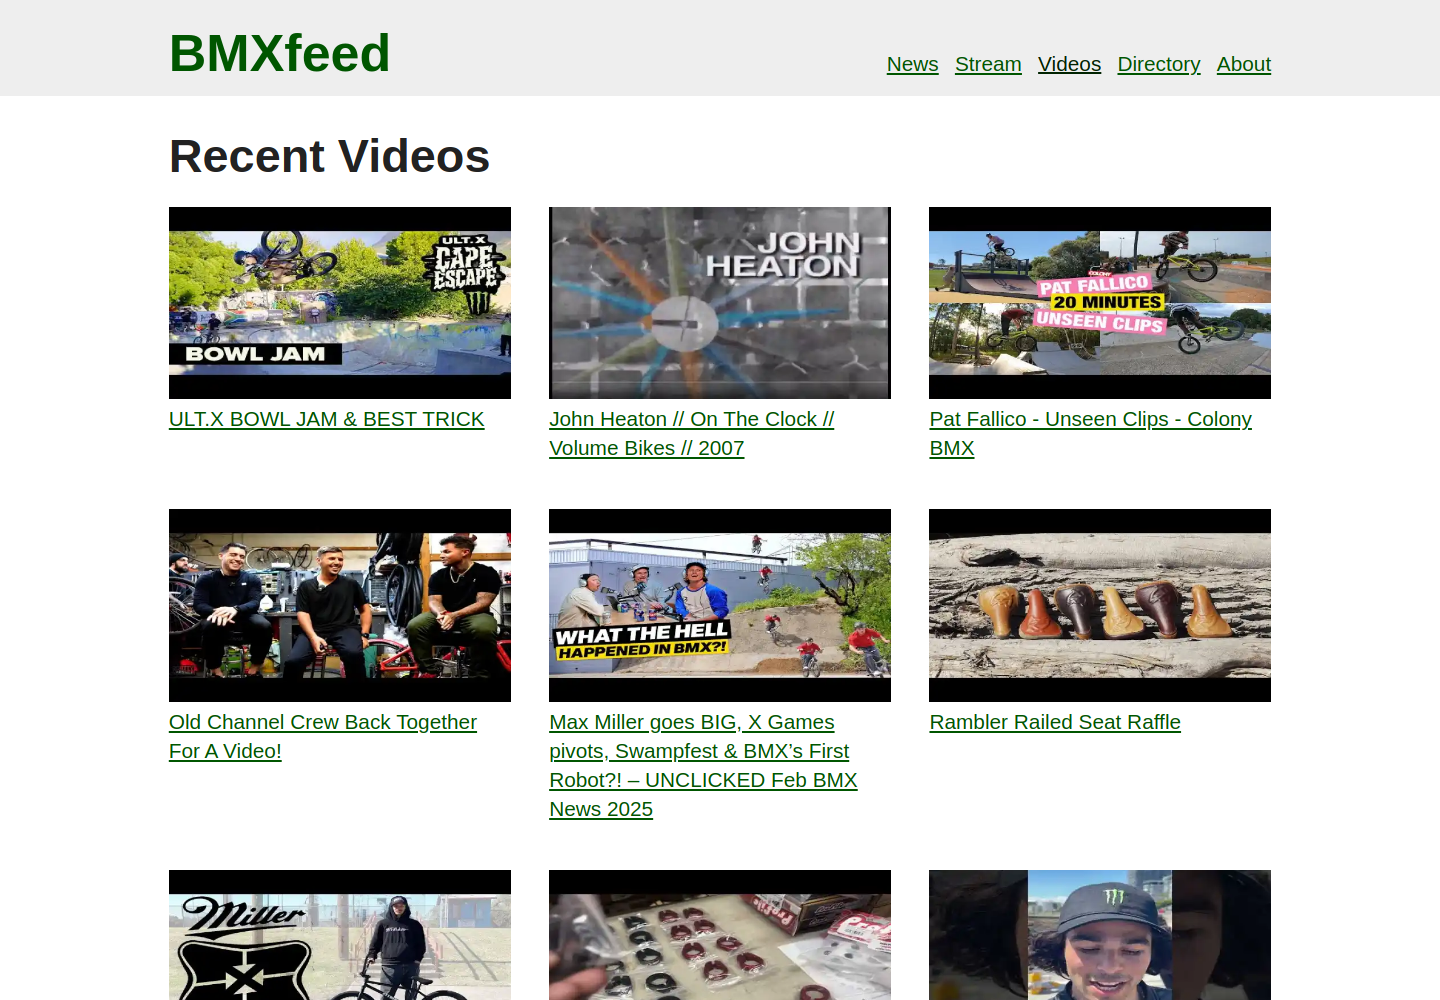 BMXfeed
News Stream Videos Directory About
Recent Videos
ULT.X
CAPE
ESCAPE
BOWL JAM
JOHN
HEATON
COLONY
PAT FALLICO
20 MINUTES
UNSEEN CLIPS
ULT.X BOWL JAM & BEST TRICK
John Heaton // On The Clock //
Volume Bikes // 2007
Pat Fallico - Unseen Clips - Colony
BMX
WHAT THE HELL
HAPPENED IN BMX?!
Old Channel Crew Back Together
For A Video!
Max Miller goes BIG, X Games
pivots, Swampfest & BMX’s First
Robot?! – UNCLICKED Feb BMX
News 2025
Rambler Railed Seat Raffle
Miller
Profile